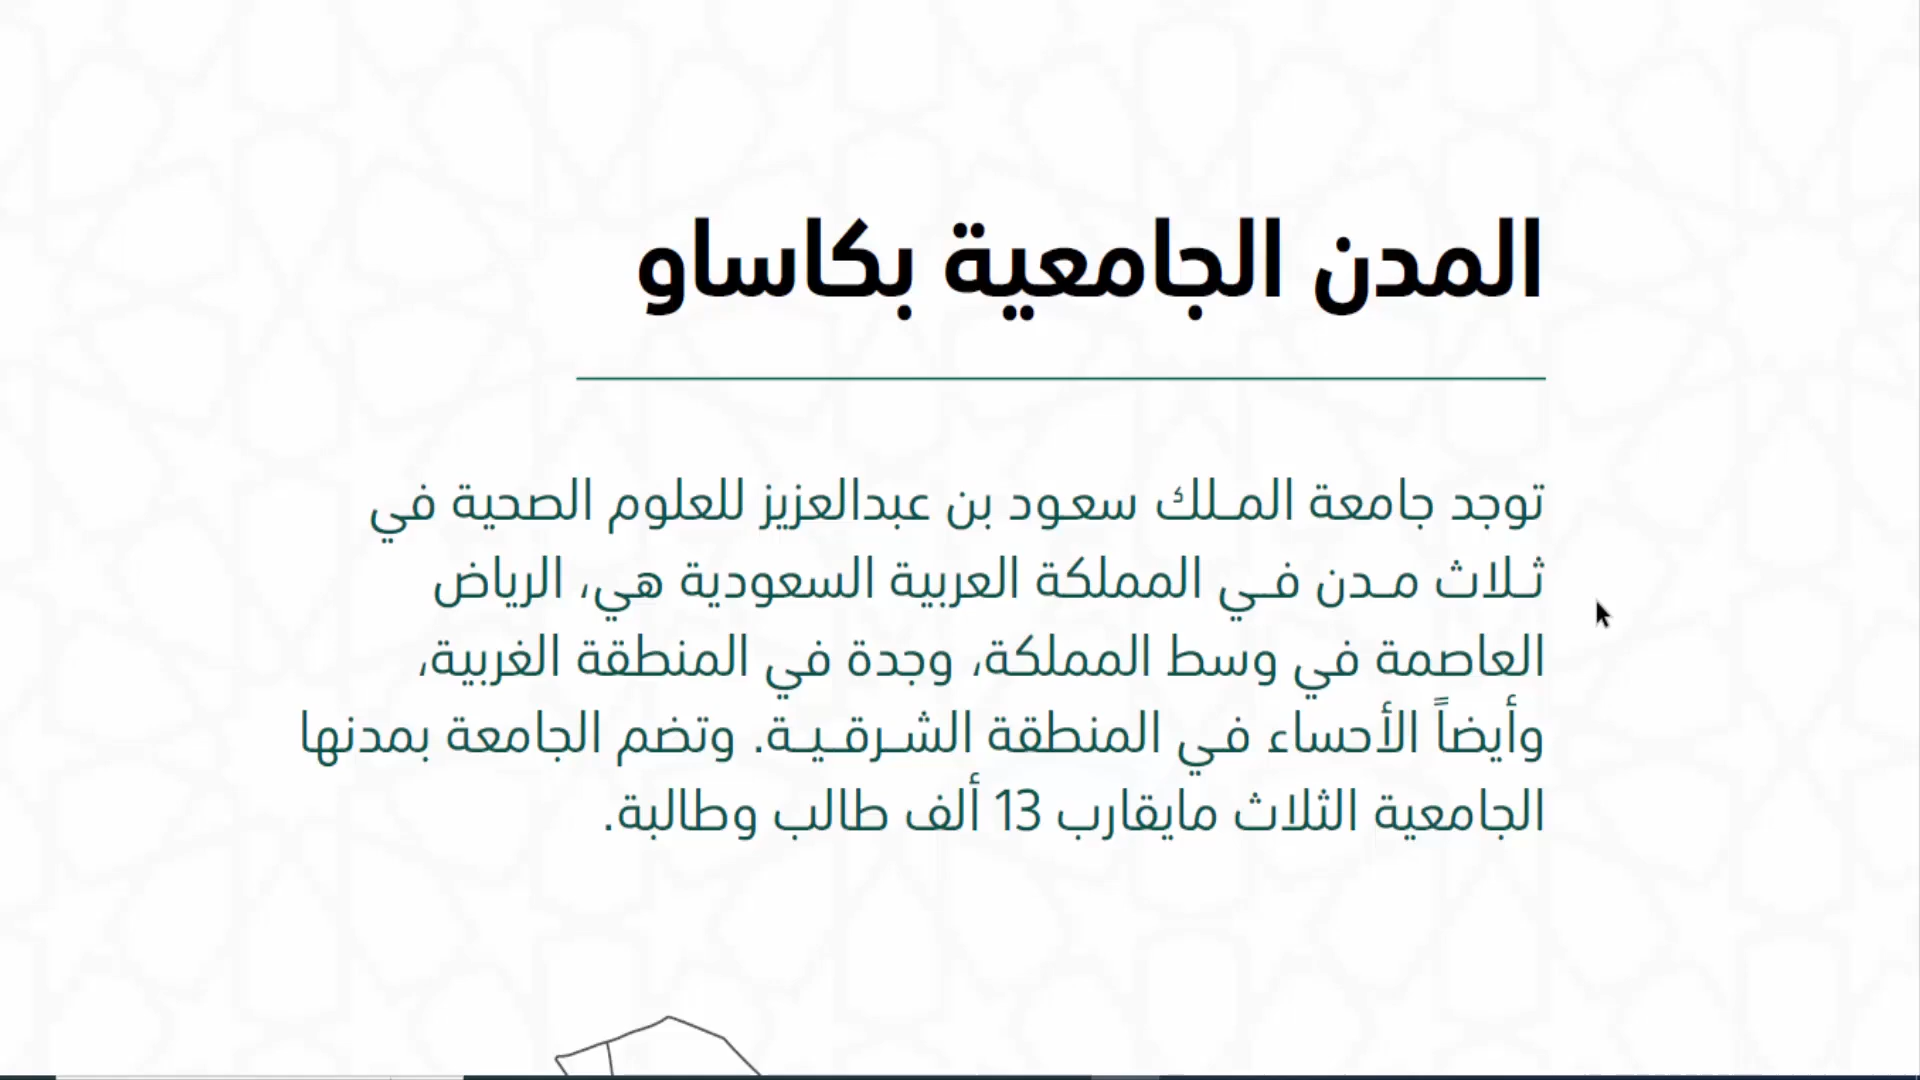 المدن الجامعية بكاساو
توجد جامعة المـلك سعـود بن عبدالعزيز للعلوم الصحية في
ثـلاث مـدن فـي المملكة العربية السعودية هي، الرياض
العاصمة في وسط المملكة، وجدة في المنطقة الغربية،
وأيضاً الأحساء في المنطقة الشـرقـيـة. وتضم الجامعة بمدنها
الجامعية الثلاث مايقارب 13 ألف طالب وطالبة.